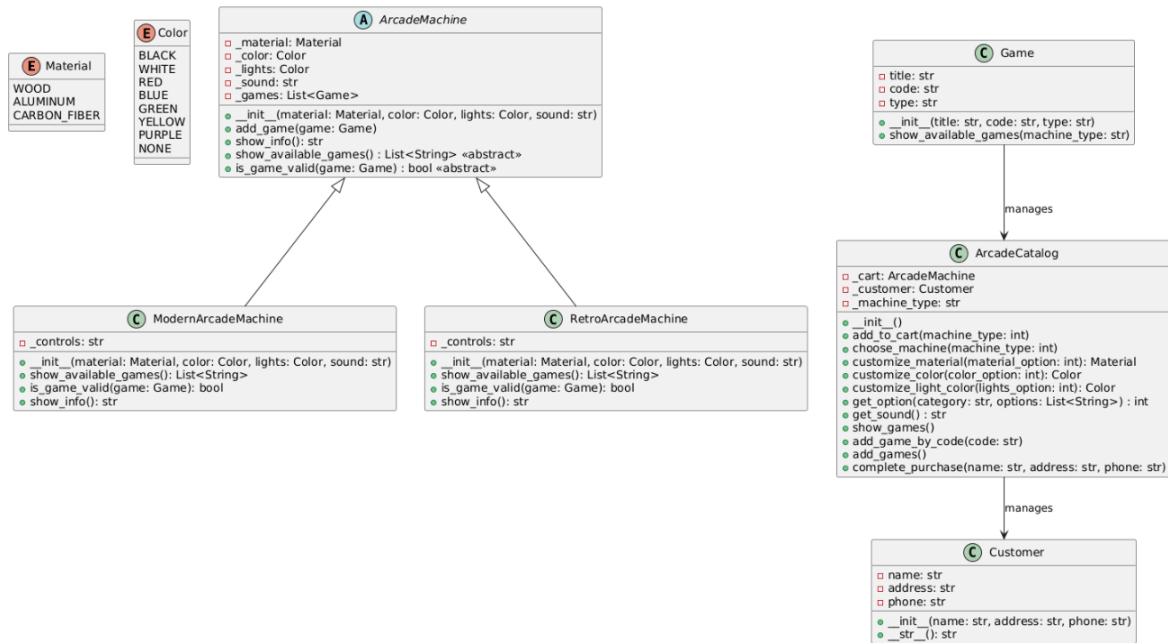 E Material
WOOD
ALUMINUM
CARBON_FIBER
E Color
BLACK
WHITE
RED
BLUE
GREEN
YELLOW
PURPLE
NONE
A ArcadeMachine
_material: Material
_color: Color
_lights: Color
_sound: str
_games: List<Game>
__init__(material: Material, color: Color, lights: Color, sound: str)
add_game(game: Game)
show_info(): str
show_available_games() : List<String> «abstract»
is_game_valid(game: Game) : bool «abstract»
C ModernArcadeMachine
_controls: str
__init__(material: Material, color: Color, lights: Color, sound: str)
show_available_games(): List<String>
is_game_valid(game: Game): bool
show_info(): str
C RetroArcadeMachine
_controls: str
__init__(material: Material, color: Color, lights: Color, sound: str)
show_available_games(): List<String>
is_game_valid(game: Game): bool
show_info(): str
C Game
title: str
code: str
type: str
__init__(title: str, code: str, type: str)
show_available_games(machine_type: str)
manages
C ArcadeCatalog
_cart: ArcadeMachine
_customer: Customer
_machine_type: str
__init__()
add_to_cart(machine_type: int)
choose_machine(machine_type: int)
customize_material(material_option: int): Material
customize_color(color_option: int): Color
customize_light_color(lights_option: int): Color
get_option(category: str, options: List<String>) : int
get_sound() : str
show_games()
add_game_by_code(code: str)
add_games()
complete_purchase(name: str, address: str, phone: str)
manages
C Customer
name: str
address: str
phone: str
__init__(name: str, address: str, phone: str)
__str__(): str